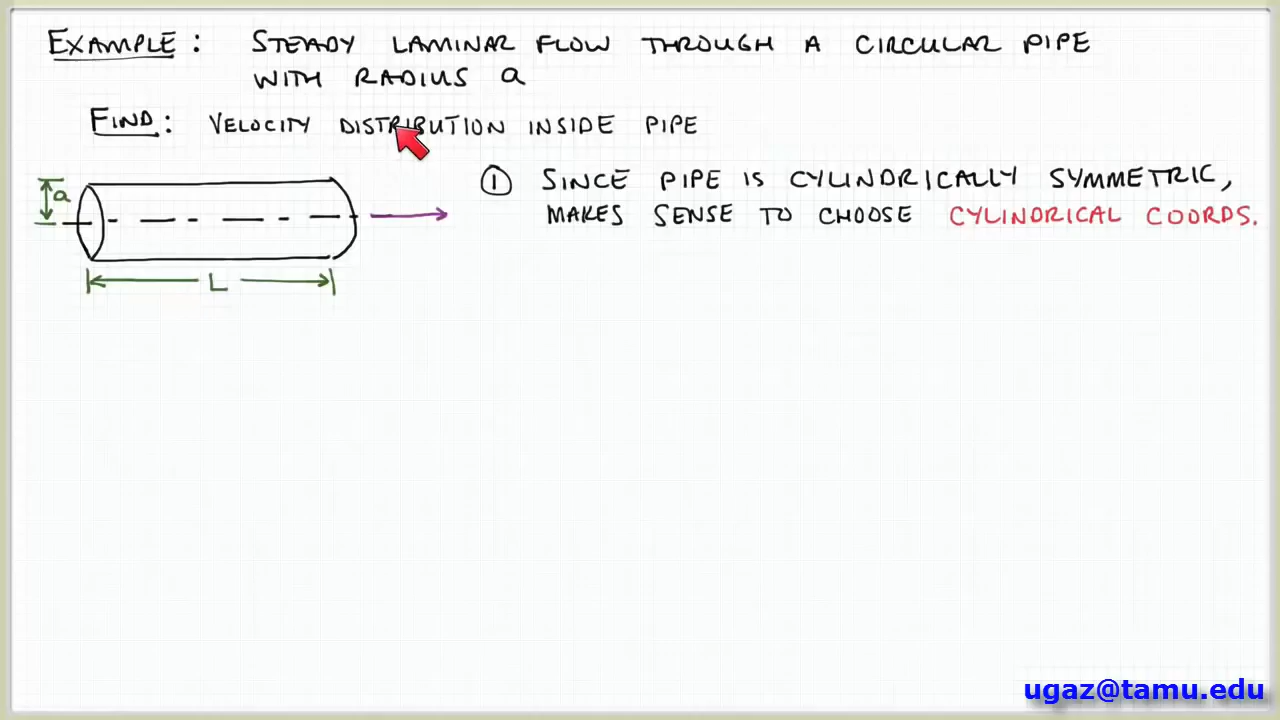 EXAMPLE: STEADY LAMINAR FLOW THROUGH A CIRCULAR PIPE
WITH RADIUS a
FIND: VELOCITY DISTRIBUTION INSIDE PIPE
a
L
① SINCE PIPE IS CYLINDRICALLY SYMMETRIC,
MAKES SENSE TO CHOOSE CYLINDRICAL COORDS.
ugaz@tamu.edu